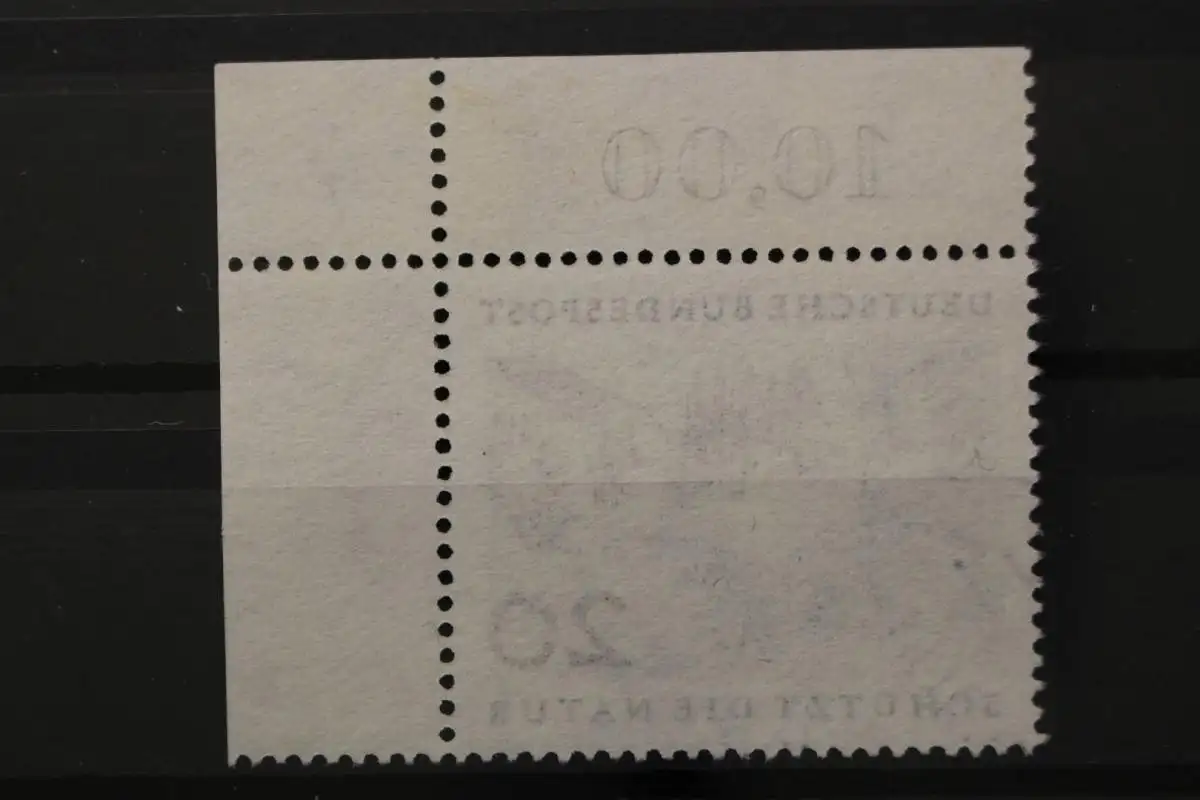 10,00
DEUTSCHE BUNDESPOST
20
SCHÜTZT DIE NATUR